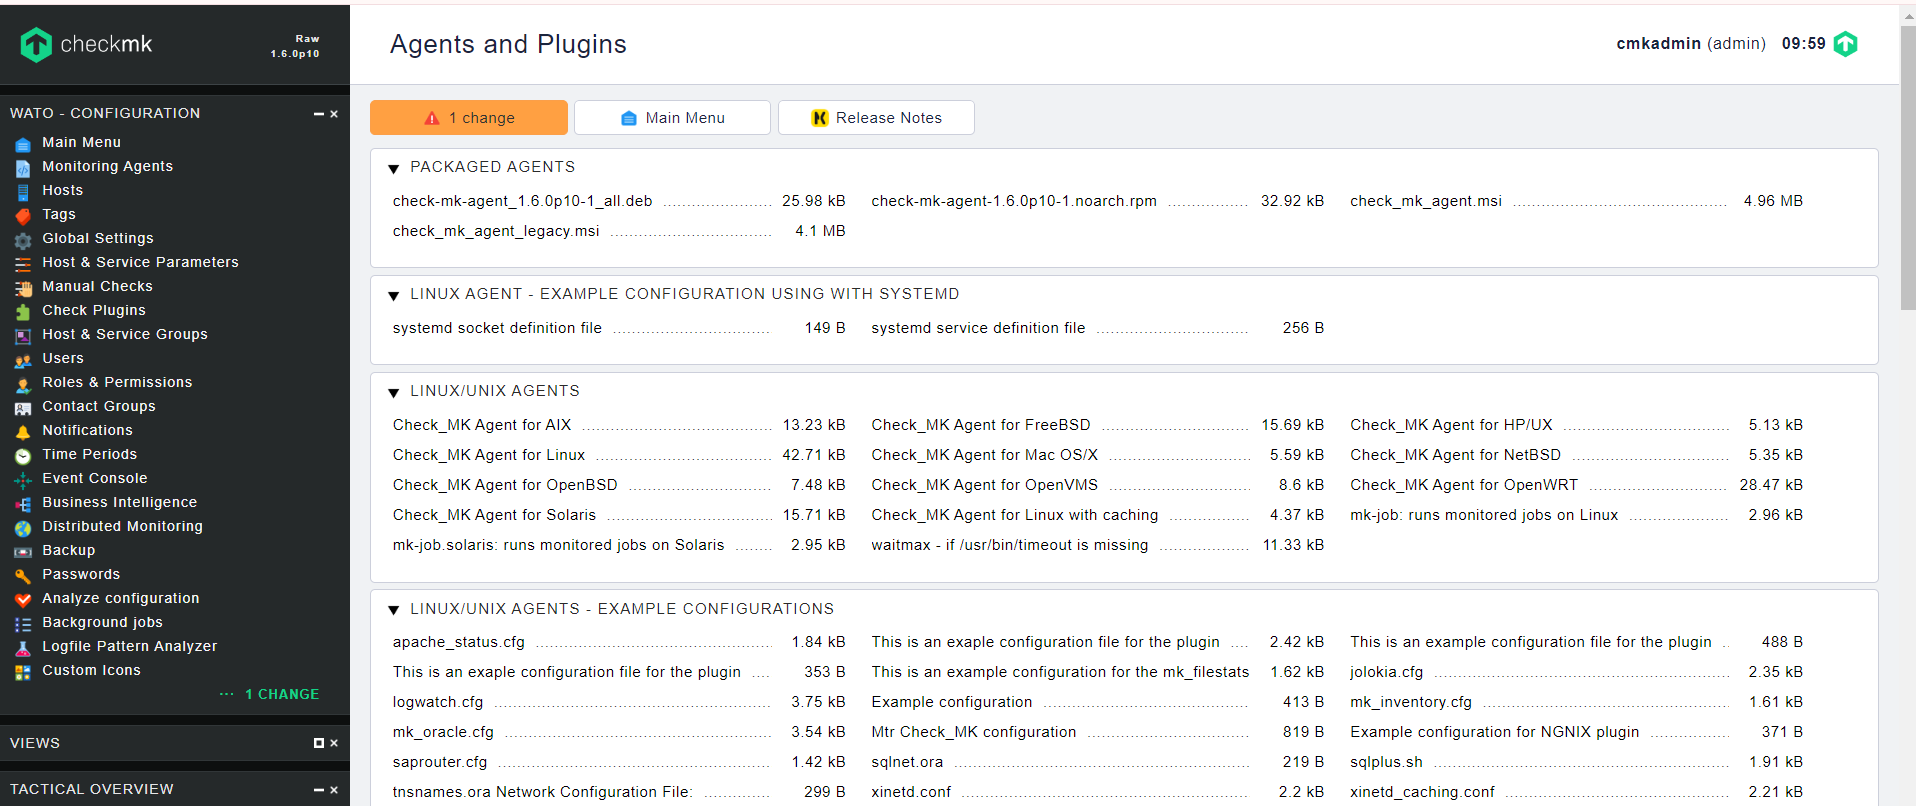 checkmk
Raw
1.6.0p10
WATO - CONFIGURATION
Main Menu
Monitoring Agents
Hosts
Tags
Global Settings
Host & Service Parameters
Manual Checks
Check Plugins
Host & Service Groups
Users
Roles & Permissions
Contact Groups
Notifications
Time Periods
Event Console
Business Intelligence
Distributed Monitoring
Backup
Passwords
Analyze configuration
Background jobs
Logfile Pattern Analyzer
Custom Icons
... 1 CHANGE
VIEWS
TACTICAL OVERVIEW
Agents and Plugins
cmkadmin (admin) 09:59
1 change
Main Menu
Release Notes
PACKAGED AGENTS
check-mk-agent_1.6.0p10-1_all.deb 25.98 kB check-mk-agent-1.6.0p10-1.noarch.rpm 32.92 kB check_mk_agent.msi 4.96 MB
check_mk_agent_legacy.msi 4.1 MB
LINUX AGENT - EXAMPLE CONFIGURATION USING WITH SYSTEMD
systemd socket definition file 149 B systemd service definition file 256 B
LINUX/UNIX AGENTS
Check_MK Agent for AIX 13.23 kB Check_MK Agent for FreeBSD 15.69 kB Check_MK Agent for HP/UX 5.13 kB
Check_MK Agent for Linux 42.71 kB Check_MK Agent for Mac OS/X 5.59 kB Check_MK Agent for NetBSD 5.35 kB
Check_MK Agent for OpenBSD 7.48 kB Check_MK Agent for OpenVMS 8.6 kB Check_MK Agent for OpenWRT 28.47 kB
Check_MK Agent for Solaris 15.71 kB Check_MK Agent for Linux with caching 4.37 kB mk-job: runs monitored jobs on Linux 2.96 kB
mk-job.solaris: runs monitored jobs on Solaris 2.95 kB waitmax - if /usr/bin/timeout is missing 11.33 kB
LINUX/UNIX AGENTS - EXAMPLE CONFIGURATIONS
apache_status.cfg 1.84 kB This is an exaple configuration file for the plugin 2.42 kB This is an example configuration file for the plugin 488 B
This is an exaple configuration file for the plugin 353 B This is an example configuration for the mk_filestats 1.62 kB jolokia.cfg 2.35 kB
logwatch.cfg 3.75 kB Example configuration 413 B mk_inventory.cfg 1.61 kB
mk_oracle.cfg 3.54 kB Mtr Check_MK configuration 819 B Example configuration for NGNIX plugin 371 B
saprouter.cfg 1.42 kB sqlnet.ora 219 B sqlplus.sh 1.91 kB
tnsnames.ora Network Configuration File: 299 B xinetd.conf 2.2 kB xinetd_caching.conf 2.21 kB